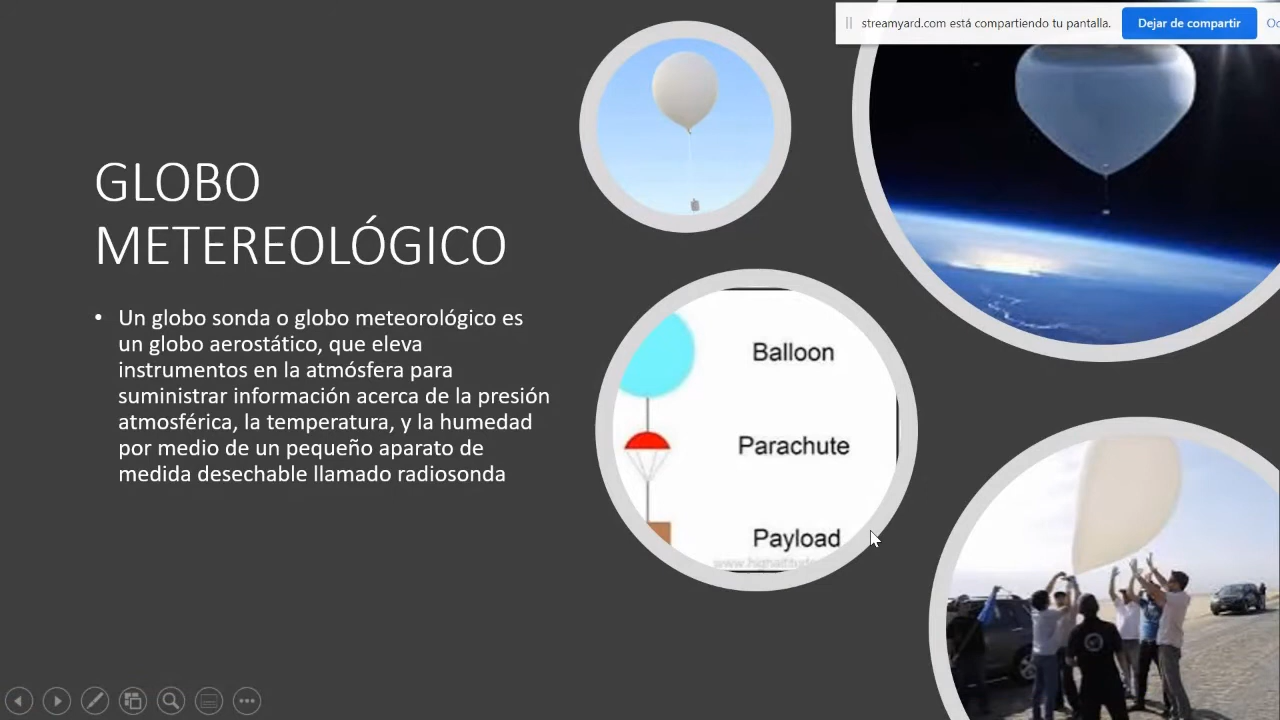 streamyard.com está compartiendo tu pantalla.
Dejar de compartir
GLOBO
METEREOLÓGICO
• Un globo sonda o globo meteorológico es
un globo aerostático, que eleva
instrumentos en la atmósfera para
suministrar información acerca de la presión
atmosférica, la temperatura, y la humedad
por medio de un pequeño aparato de
medida desechable llamado radiosonda
Balloon
Parachute
Payload